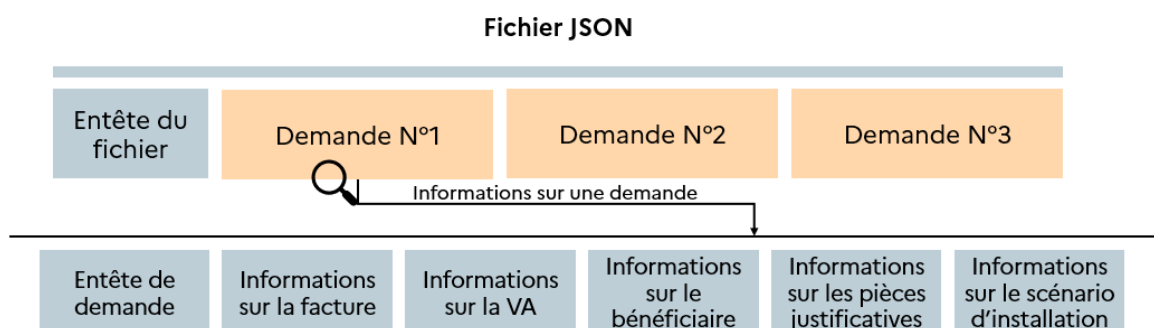 Fichier JSON
Entête du
fichier
Demande N°1
Demande N°2
Demande N°3
Informations sur une demande
Entête de
demande
Informations
sur la facture
Informations
sur la VA
Informations
sur le
bénéficiaire
Informations
sur les pièces
justificatives
Informations
sur le scénario
d'installation